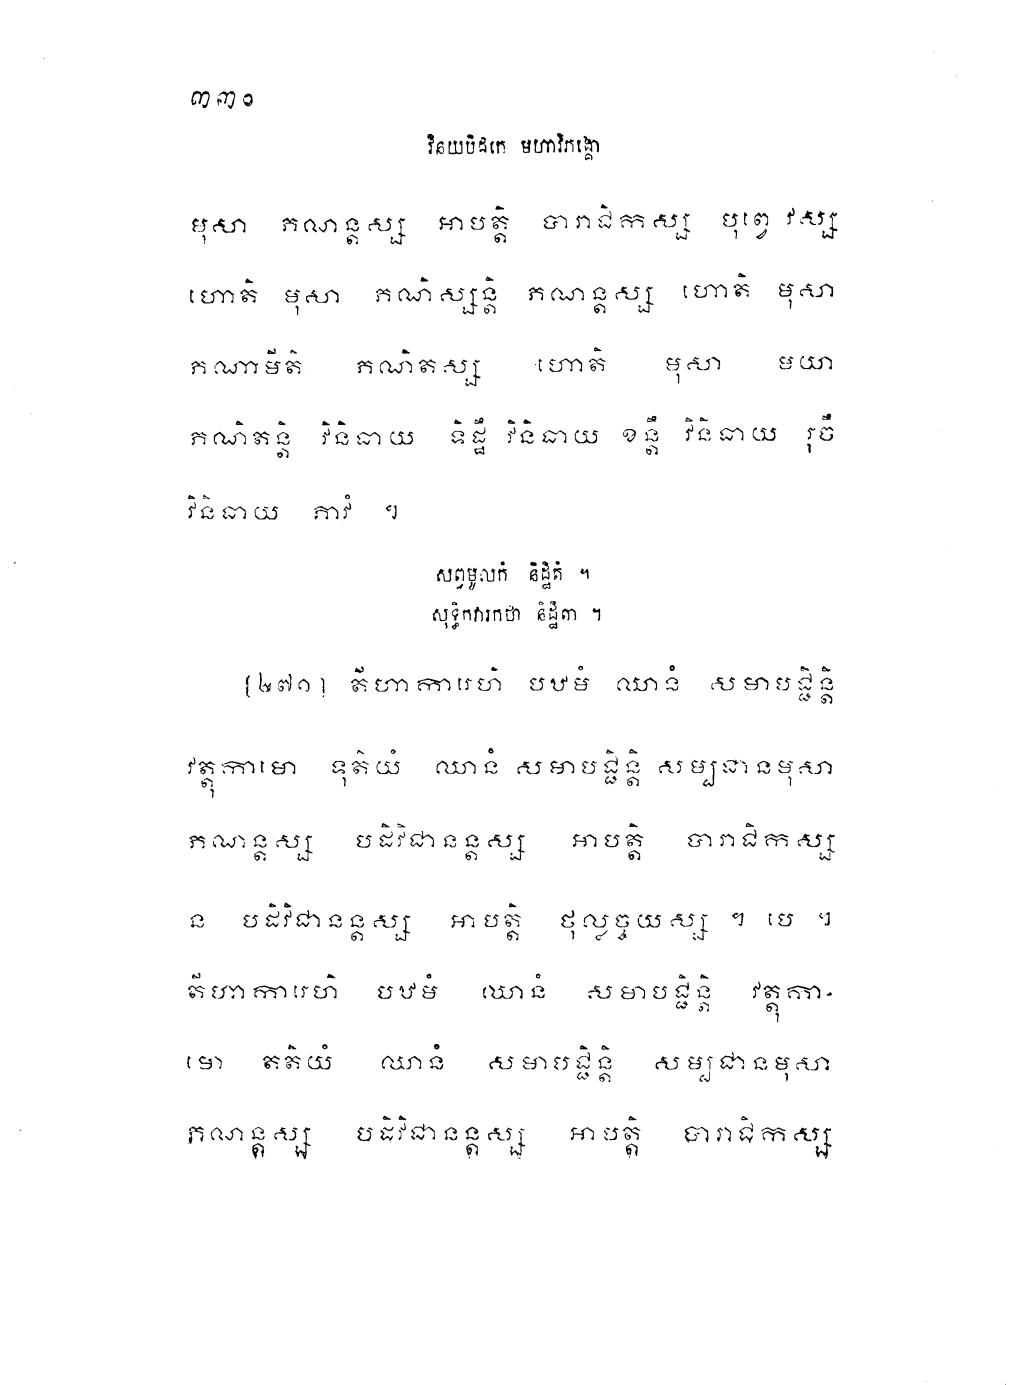 ៣៣០
វិនយបិដកេ មហាវិភង្គោ
មុសា ភណន្តស្ស អាបត្តិ បារាជិកស្ស បុព្វេ វស្ស
ហោតិ មុសា ភណិស្សន្តិ ភណន្តស្ស ហោតិ មុសា
ភណាមីតិ ភណិតស្ស ហោតិ មុសា មយា
ភណិតន្តិ វិនិធាយ ទិដ្ឋឹ វិនិធាយ ខន្តឹ វិនិធាយ រុចឹ
វិនិធាយ ភាវំ ។
សព្វមូលកំ និដ្ឋិតំ ។
សុទ្ធិកវារកថា និដ្ឋិតា ។
[២៧១] តីហាការេហិ បឋមំ ឈានំ សមាបជ្ជិន្តិ
វត្តុកាមោ ទុតិយំ ឈានំ សមាបជ្ជិន្តិ សម្បជានមុសា
ភណន្តស្ស បដិវិជានន្តស្ស អាបត្តិ បារាជិកស្ស
ន បដិវិជានន្តស្ស អាបត្តិ ថុល្លច្ចយស្ស ។ បេ ។
តីហាការេហិ បឋមំ ឈានំ សមាបជ្ជិន្តិ វត្តុកា-
មោ តតិយំ ឈានំ សមាបជ្ជិន្តិ សម្បជានមុសា
ភណន្តស្ស បដិវិជានន្តស្ស អាបត្តិ បារាជិកស្ស